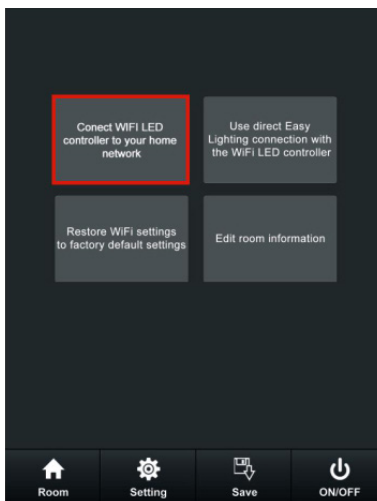 Conect WIFI LED
controller to your home
network
Use direct Easy
Lighting connection with
the WiFi LED controller
Restore WiFi settings
to factory default settings
Edit room information
Room
Setting
Save
ON/OFF